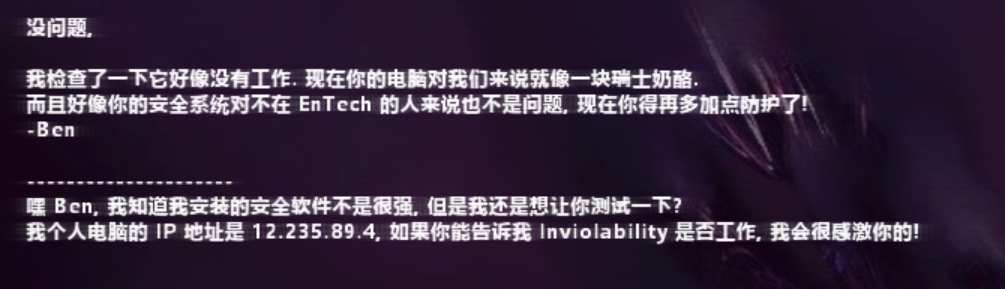 没问题,
我检查了一下它好像没有工作. 现在你的电脑对我们来说就像一块瑞士奶酪.
而且好像你的安全系统对不在 EnTech 的人来说也不是问题, 现在你得再多加点防护了!
-Ben
---------------------
嘿 Ben, 我知道我安装的安全软件不是很强, 但是我还是想让你测试一下?
我个人电脑的 IP 地址是 12.235.89.4, 如果你能告诉我 Inviolability 是否工作, 我会很感激你的!